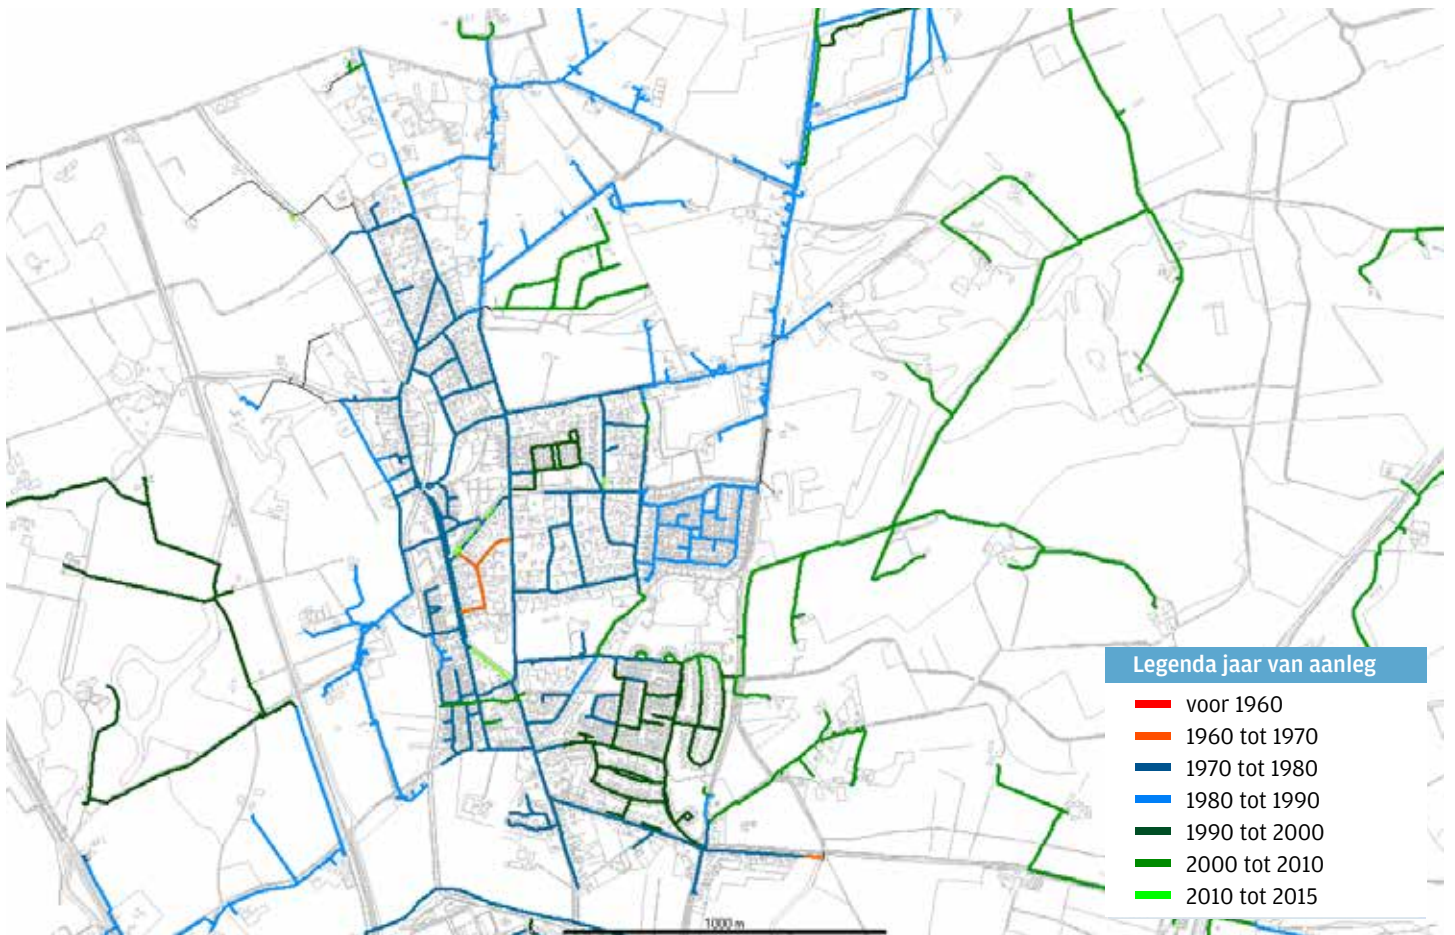 Legenda jaar van aanleg
voor 1960
1960 tot 1970
1970 tot 1980
1980 tot 1990
1990 tot 2000
2000 tot 2010
2010 tot 2015
1000 m